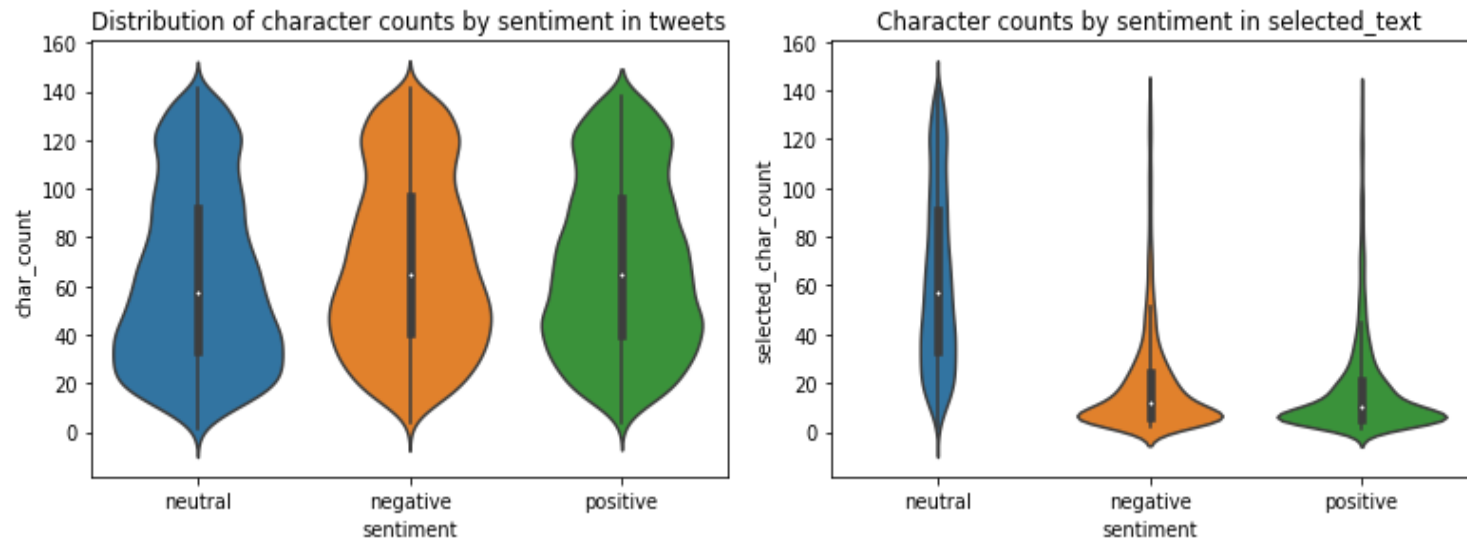 Distribution of character counts by sentiment in tweets
160
140
120
100
80
60
40
20
0
char_count
neutral negative positive
sentiment
Character counts by sentiment in selected_text
160
140
120
100
80
60
40
20
0
selected_char_count
neutral negative positive
sentiment